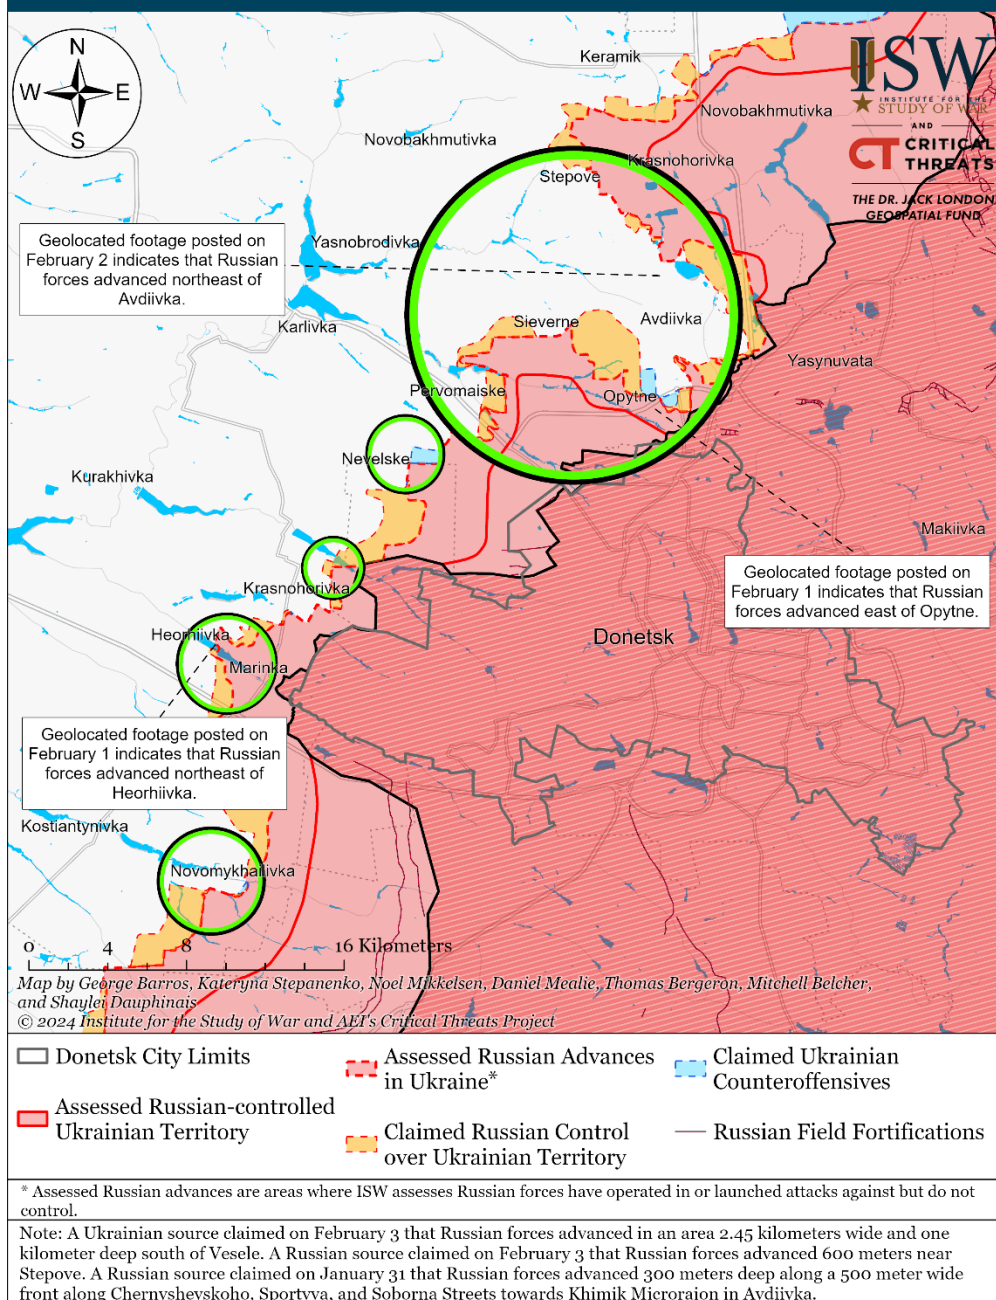 N
W
E
S
Keramik
ISW
INSTITUTE FOR THE
STUDY OF WAR
AND
CT CRITICAL
THREATS
THE DR. JACK LONDON
GEOSPATIAL FUND
Novobakhmutivka
Novobakhmutivka
Krasnohorivka
Stepove
Geolocated footage posted on
February 2 indicates that Russian
forces advanced northeast of
Avdiivka.
Yasnobrodivka
Karlivka
Sieverne
Avdiivka
Yasynuvata
Pervomaiske
Opytne
Nevelske
Kurakhivka
Makiivka
Geolocated footage posted on
February 1 indicates that Russian
forces advanced east of Opytne.
Krasnohorivka
Heorhiivka
Donetsk
Marinka
Geolocated footage posted on
February 1 indicates that Russian
forces advanced northeast of
Heorhiivka.
Kostiantynivka
Novomykhailivka
0 4 8 16 Kilometers
Map by George Barros, Kateryna Stepanenko, Noel Mikkelsen, Daniel Mealie, Thomas Bergeron, Mitchell Belcher,
and Shaylei Dauphinais
© 2024 Institute for the Study of War and AEI's Critical Threats Project
Donetsk City Limits
Assessed Russian-controlled
Ukrainian Territory
Assessed Russian Advances
in Ukraine*
Claimed Russian Control
over Ukrainian Territory
Claimed Ukrainian
Counteroffensives
Russian Field Fortifications
* Assessed Russian advances are areas where ISW assesses Russian forces have operated in or launched attacks against but do not
control.
Note: A Ukrainian source claimed on February 3 that Russian forces advanced in an area 2.45 kilometers wide and one
kilometer deep south of Vesele. A Russian source claimed on February 3 that Russian forces advanced 600 meters near
Stepove. A Russian source claimed on January 31 that Russian forces advanced 300 meters deep along a 500 meter wide
front along Chernyshevskoho, Sportyva, and Soborna Streets towards Khimik Microraion in Avdiivka.